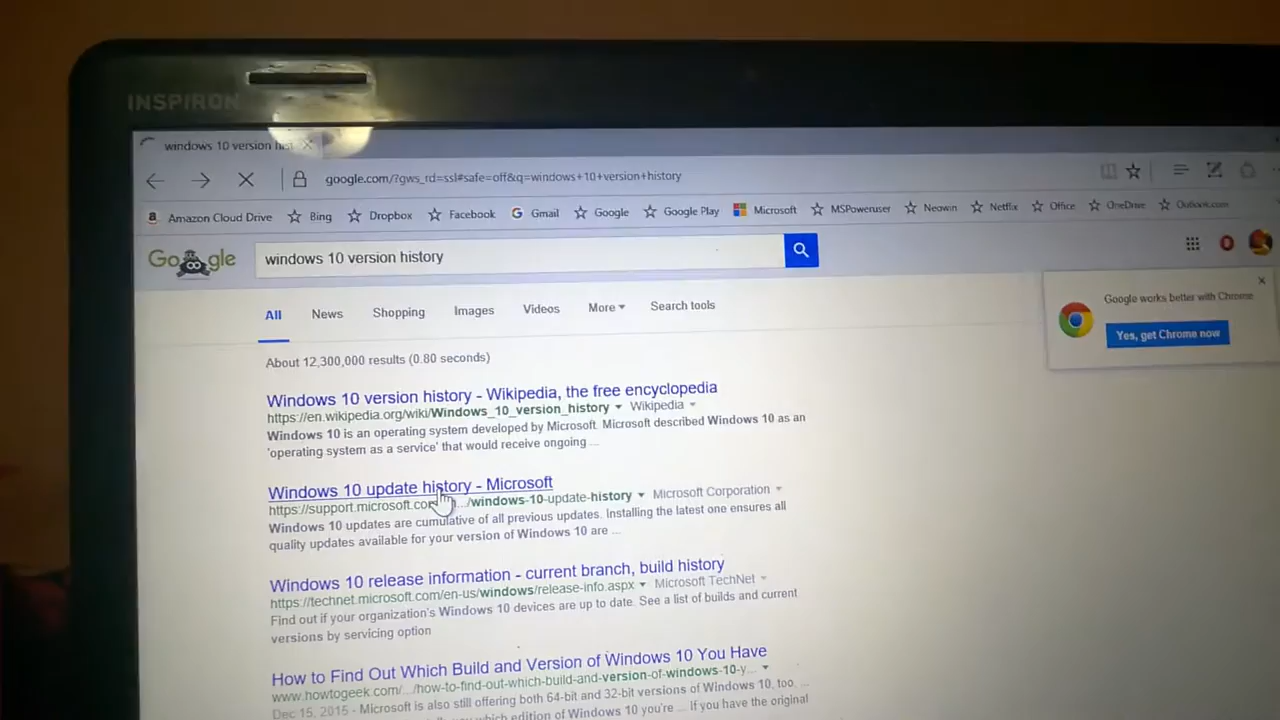 INSPIRON
windows 10 version his
google.com/?gws_rd=ssl#safe=off&q=windows+10+version+history
Amazon Cloud Drive Bing Dropbox Facebook Gmail Google Google Play Microsoft MSPoweruser Neowin Netflix Office OneDrive Outlook.com
Google windows 10 version history
All News Shopping Images Videos More Search tools
Google works better with Chrome
Yes, get Chrome now
About 12,300,000 results (0.80 seconds)
Windows 10 version history - Wikipedia, the free encyclopedia
https://en.wikipedia.org/wiki/Windows_10_version_history Wikipedia
Windows 10 is an operating system developed by Microsoft. Microsoft described Windows 10 as an
'operating system as a service' that would receive ongoing ...
Windows 10 update history - Microsoft
https://support.microsoft.com .../windows-10-update-history Microsoft Corporation
Windows 10 updates are cumulative of all previous updates. Installing the latest one ensures all
quality updates available for your version of Windows 10 are ...
Windows 10 release information - current branch, build history
https://technet.microsoft.com/en-us/windows/release-info.aspx Microsoft TechNet
Find out if your organization's Windows 10 devices are up to date. See a list of builds and current
versions by servicing option
How to Find Out Which Build and Version of Windows 10 You Have
www.howtogeek.com/.../how-to-find-out-which-build-and-version-of-windows-10-y...
Dec 15, 2015 - Microsoft is also still offering both 64-bit and 32-bit versions of Windows 10, too. ...
which edition of Windows 10 you're ... If you have the original